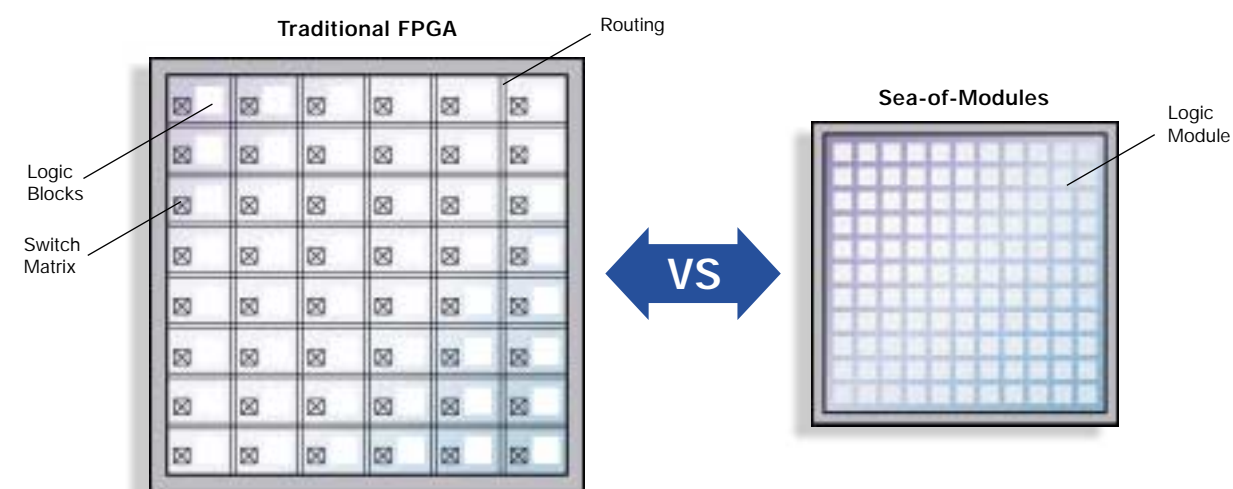 Traditional FPGA
Routing
Sea-of-Modules
Logic
Module
Logic
Blocks
Switch
Matrix
VS